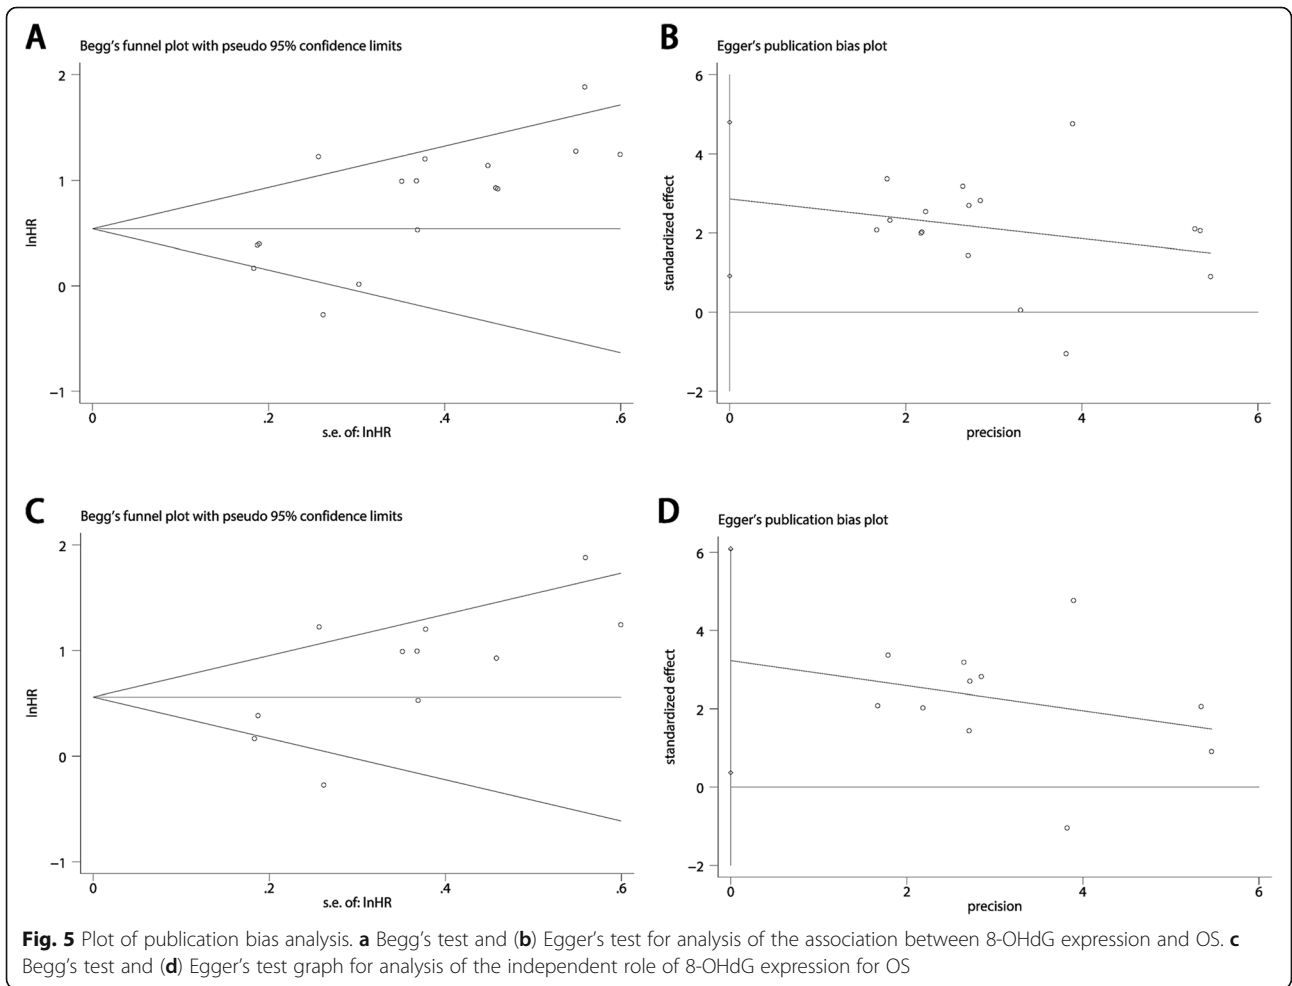 A
Begg's funnel plot with pseudo 95% confidence limits
2
1
0
−1
lnHR
0 .2 .4 .6
s.e. of: lnHR
B
Egger's publication bias plot
6
4
2
0
−2
standardized effect
0 2 4 6
precision
C
Begg's funnel plot with pseudo 95% confidence limits
2
1
0
−1
lnHR
0 .2 .4 .6
s.e. of: lnHR
D
Egger's publication bias plot
6
4
2
0
−2
standardized effect
0 2 4 6
precision
Fig. 5 Plot of publication bias analysis. a Begg's test and (b) Egger's test for analysis of the association between 8-OHdG expression and OS. c
Begg's test and (d) Egger's test graph for analysis of the independent role of 8-OHdG expression for OS